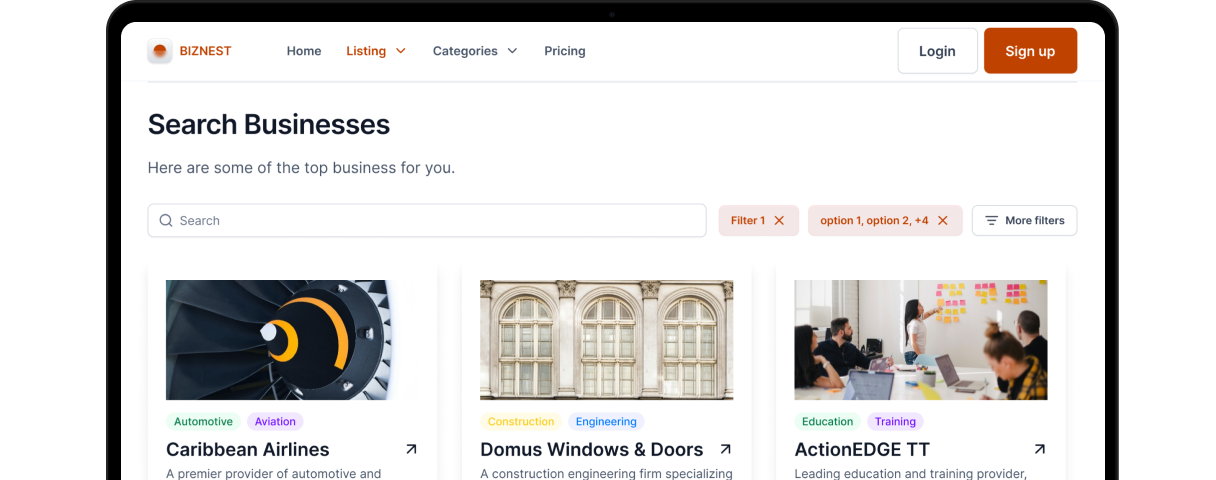 BIZNEST Home Listing Categories Pricing Login Sign up
Search Businesses
Here are some of the top business for you.
Search Filter 1 option 1, option 2, +4 More filters
Automotive Aviation Construction Engineering Education Training
Caribbean Airlines Domus Windows & Doors ActionEDGE TT
A premier provider of automotive and A construction engineering firm specializing Leading education and training provider,